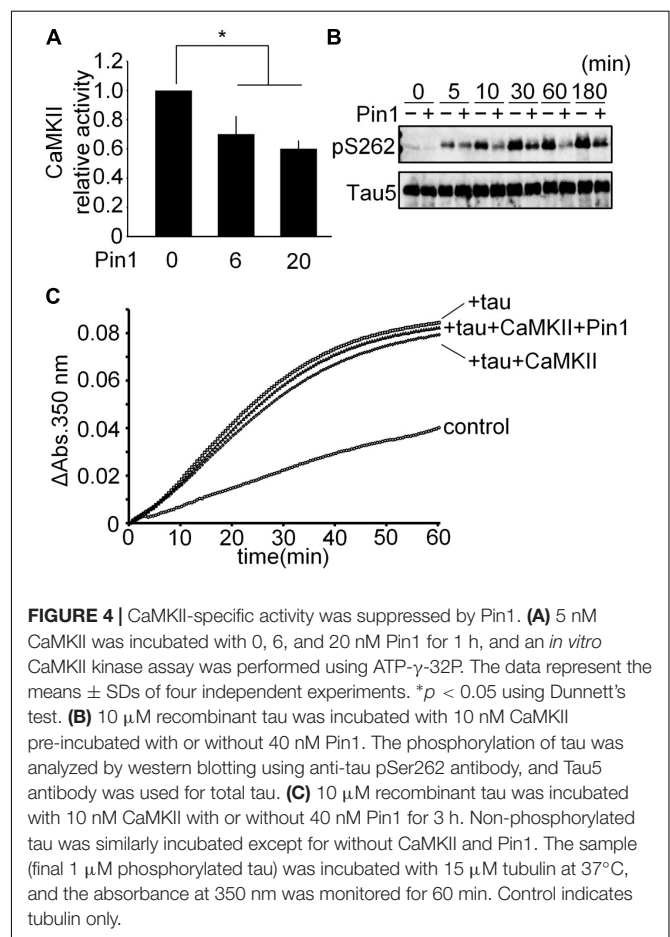 A
*
CaMKII
relative activity
1.2
1.0
0.8
0.6
0.4
0.2
0
Pin1 0 6 20
B
(min)
0 5 10 30 60 180
Pin1 − + − + − + − + − + − +
pS262
Tau5
C
ΔAbs.350 nm
0.08
0.06
0.04
0.02
0
0 10 20 30 40 50 60
time(min)
+tau
+tau+CaMKII+Pin1
+tau+CaMKII
control
FIGURE 4 | CaMKII-specific activity was suppressed by Pin1. (A) 5 nM
CaMKII was incubated with 0, 6, and 20 nM Pin1 for 1 h, and an in vitro
CaMKII kinase assay was performed using ATP-γ-32P. The data represent the
means ± SDs of four independent experiments. *p < 0.05 using Dunnett's
test. (B) 10 μM recombinant tau was incubated with 10 nM CaMKII
pre-incubated with or without 40 nM Pin1. The phosphorylation of tau was
analyzed by western blotting using anti-tau pSer262 antibody, and Tau5
antibody was used for total tau. (C) 10 μM recombinant tau was incubated
with 10 nM CaMKII with or without 40 nM Pin1 for 3 h. Non-phosphorylated
tau was similarly incubated except for without CaMKII and Pin1. The sample
(final 1 μM phosphorylated tau) was incubated with 15 μM tubulin at 37°C,
and the absorbance at 350 nm was monitored for 60 min. Control indicates
tubulin only.